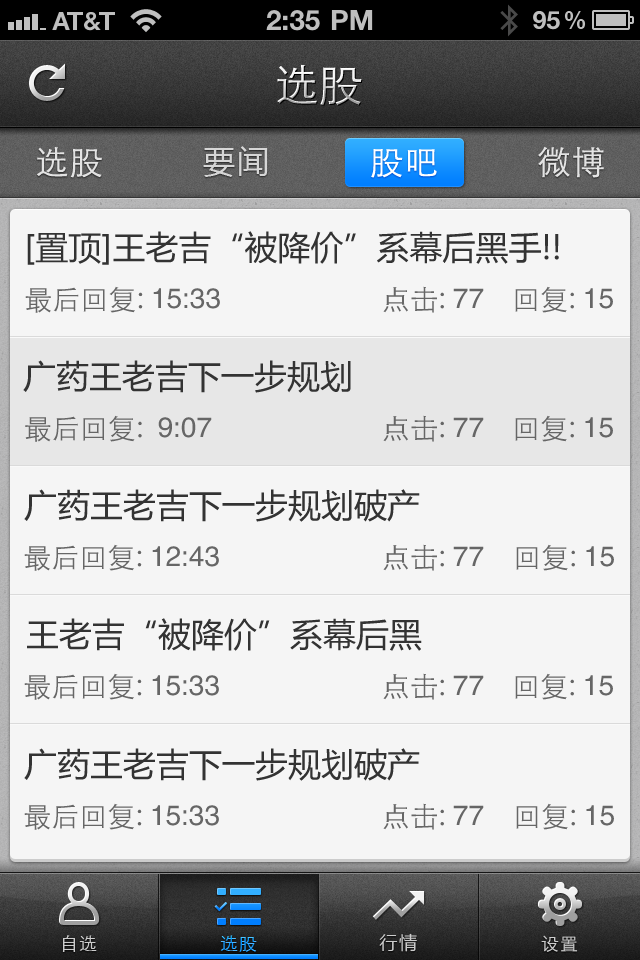 AT&T 2:35 PM 95%
选股
选股 要闻 股吧 微博
[置顶]王老吉“被降价”系幕后黑手!!
最后回复: 15:33 点击: 77 回复: 15
广药王老吉下一步规划
最后回复: 9:07 点击: 77 回复: 15
广药王老吉下一步规划破产
最后回复: 12:43 点击: 77 回复: 15
王老吉“被降价”系幕后黑
最后回复: 15:33 点击: 77 回复: 15
广药王老吉下一步规划破产
最后回复: 15:33 点击: 77 回复: 15
自选 选股 行情 设置